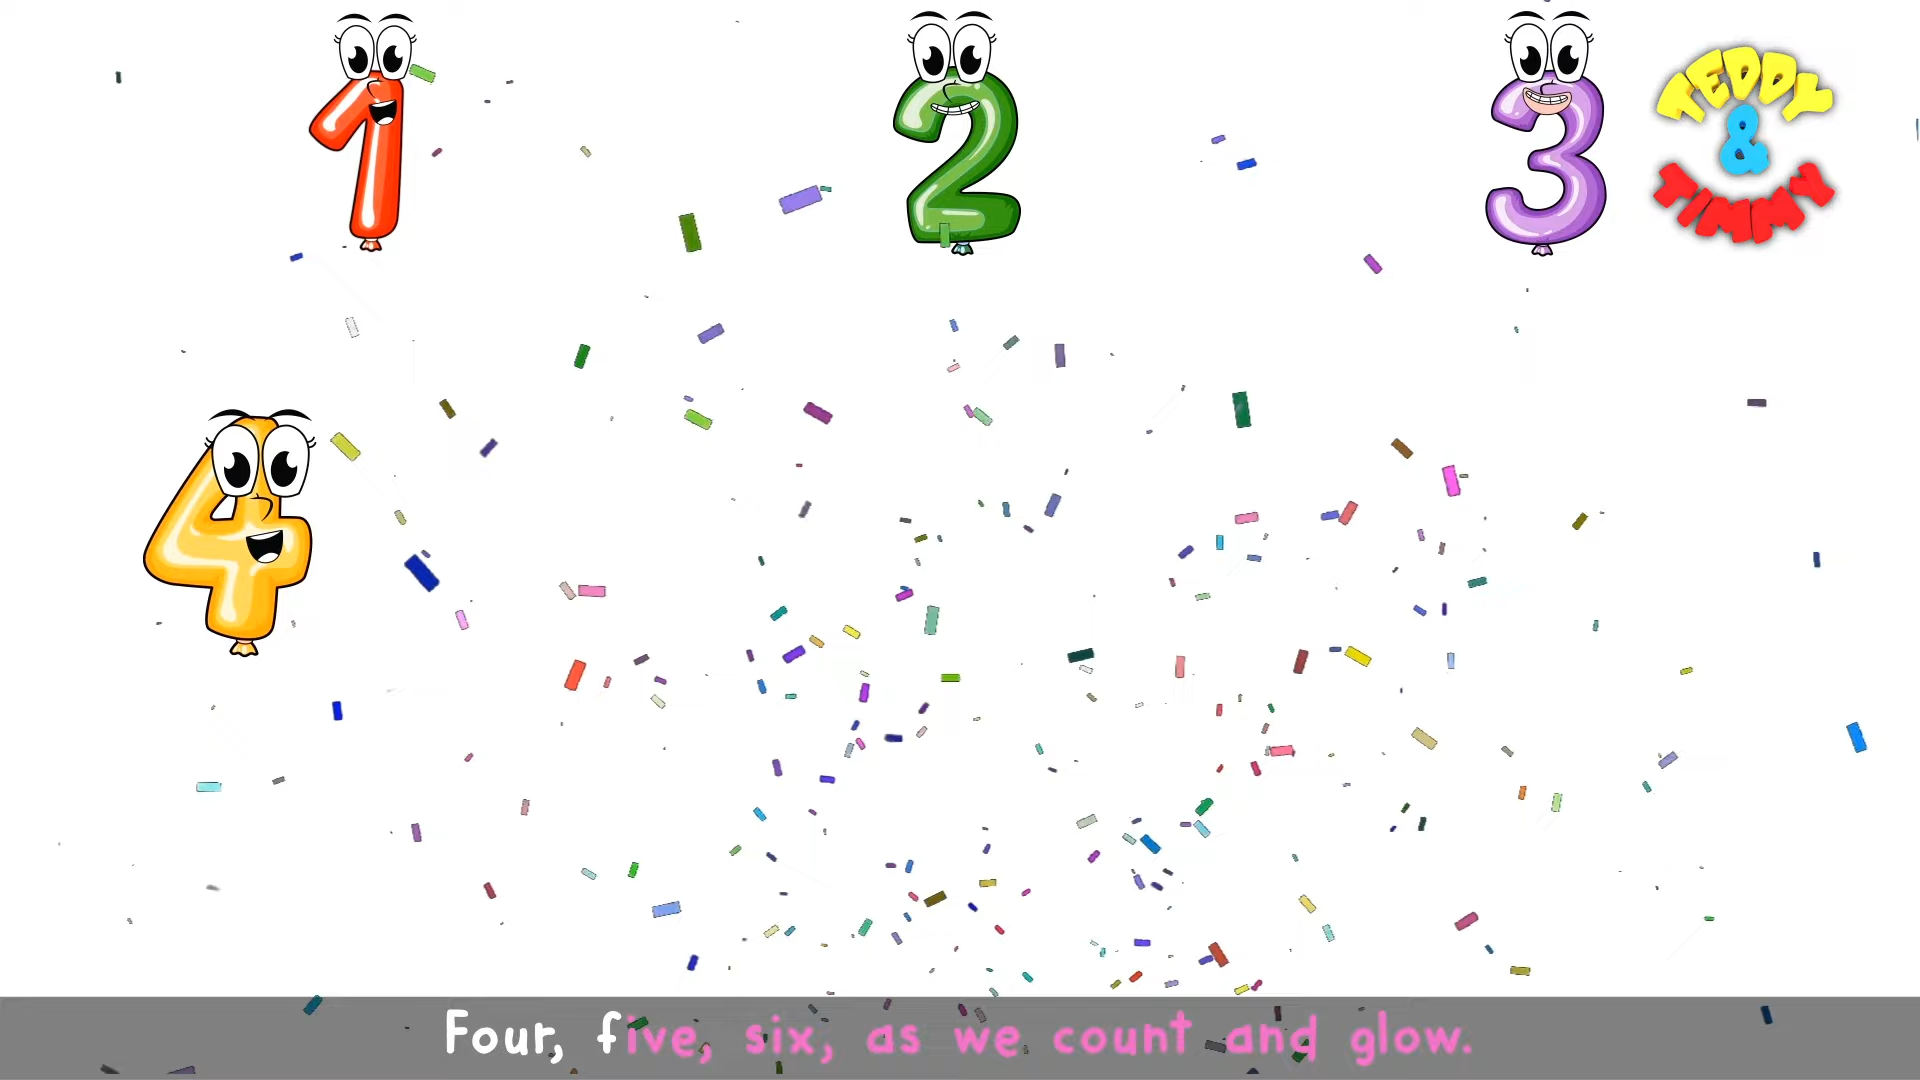 1 2 3
TEDDY
&
TIMMY
4
Four, five, six, as we count and glow.